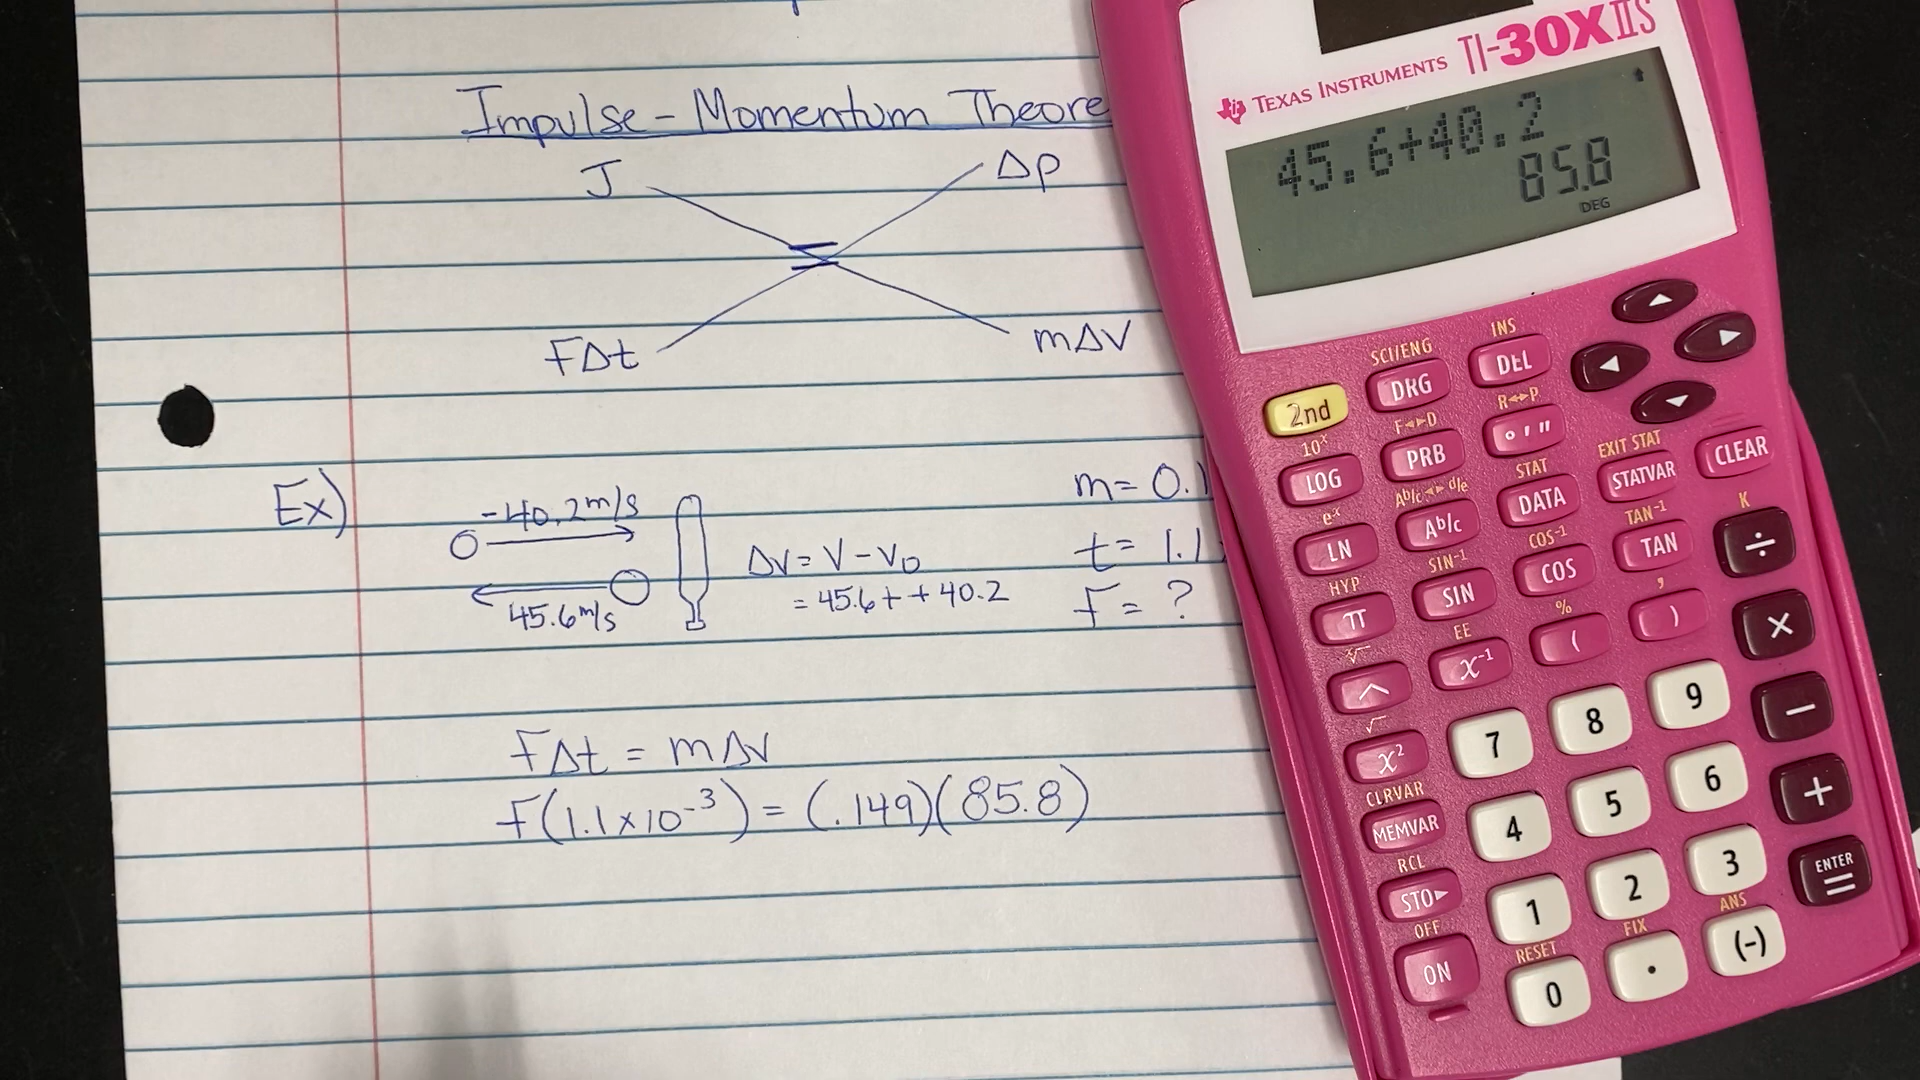 Impulse - Momentum Theore
J Δp
FΔt mΔV
Ex) -40.2m/s
45.6m/s
ΔV = V - V₀
= 45.6 + + 40.2
m = 0.1
t = 1.1
F = ?
FΔt = mΔV
F(1.1x10⁻³) = (.149)(85.8)
TEXAS INSTRUMENTS TI-30X IIS
45.6+40.2
85.8
DEG
SCI/ENG INS
2nd DRG DEL
10ˣ F◄►D R◄►P
LOG PRB ° ' "
EXIT STAT
eˣ Ab/c◄►d/e STAT
LN Ab/c DATA STATVAR CLEAR
HYP SIN⁻¹ COS⁻¹ TAN⁻¹ K
π SIN COS TAN ÷
ˣ√ EE % ,
^ x⁻¹ ( ) ×
√
x² 7 8 9 −
CLRVAR
MEMVAR 4 5 6 +
RCL
STO► 1 2 3 ENTER =
OFF RESET FIX ANS
ON 0 . (-)